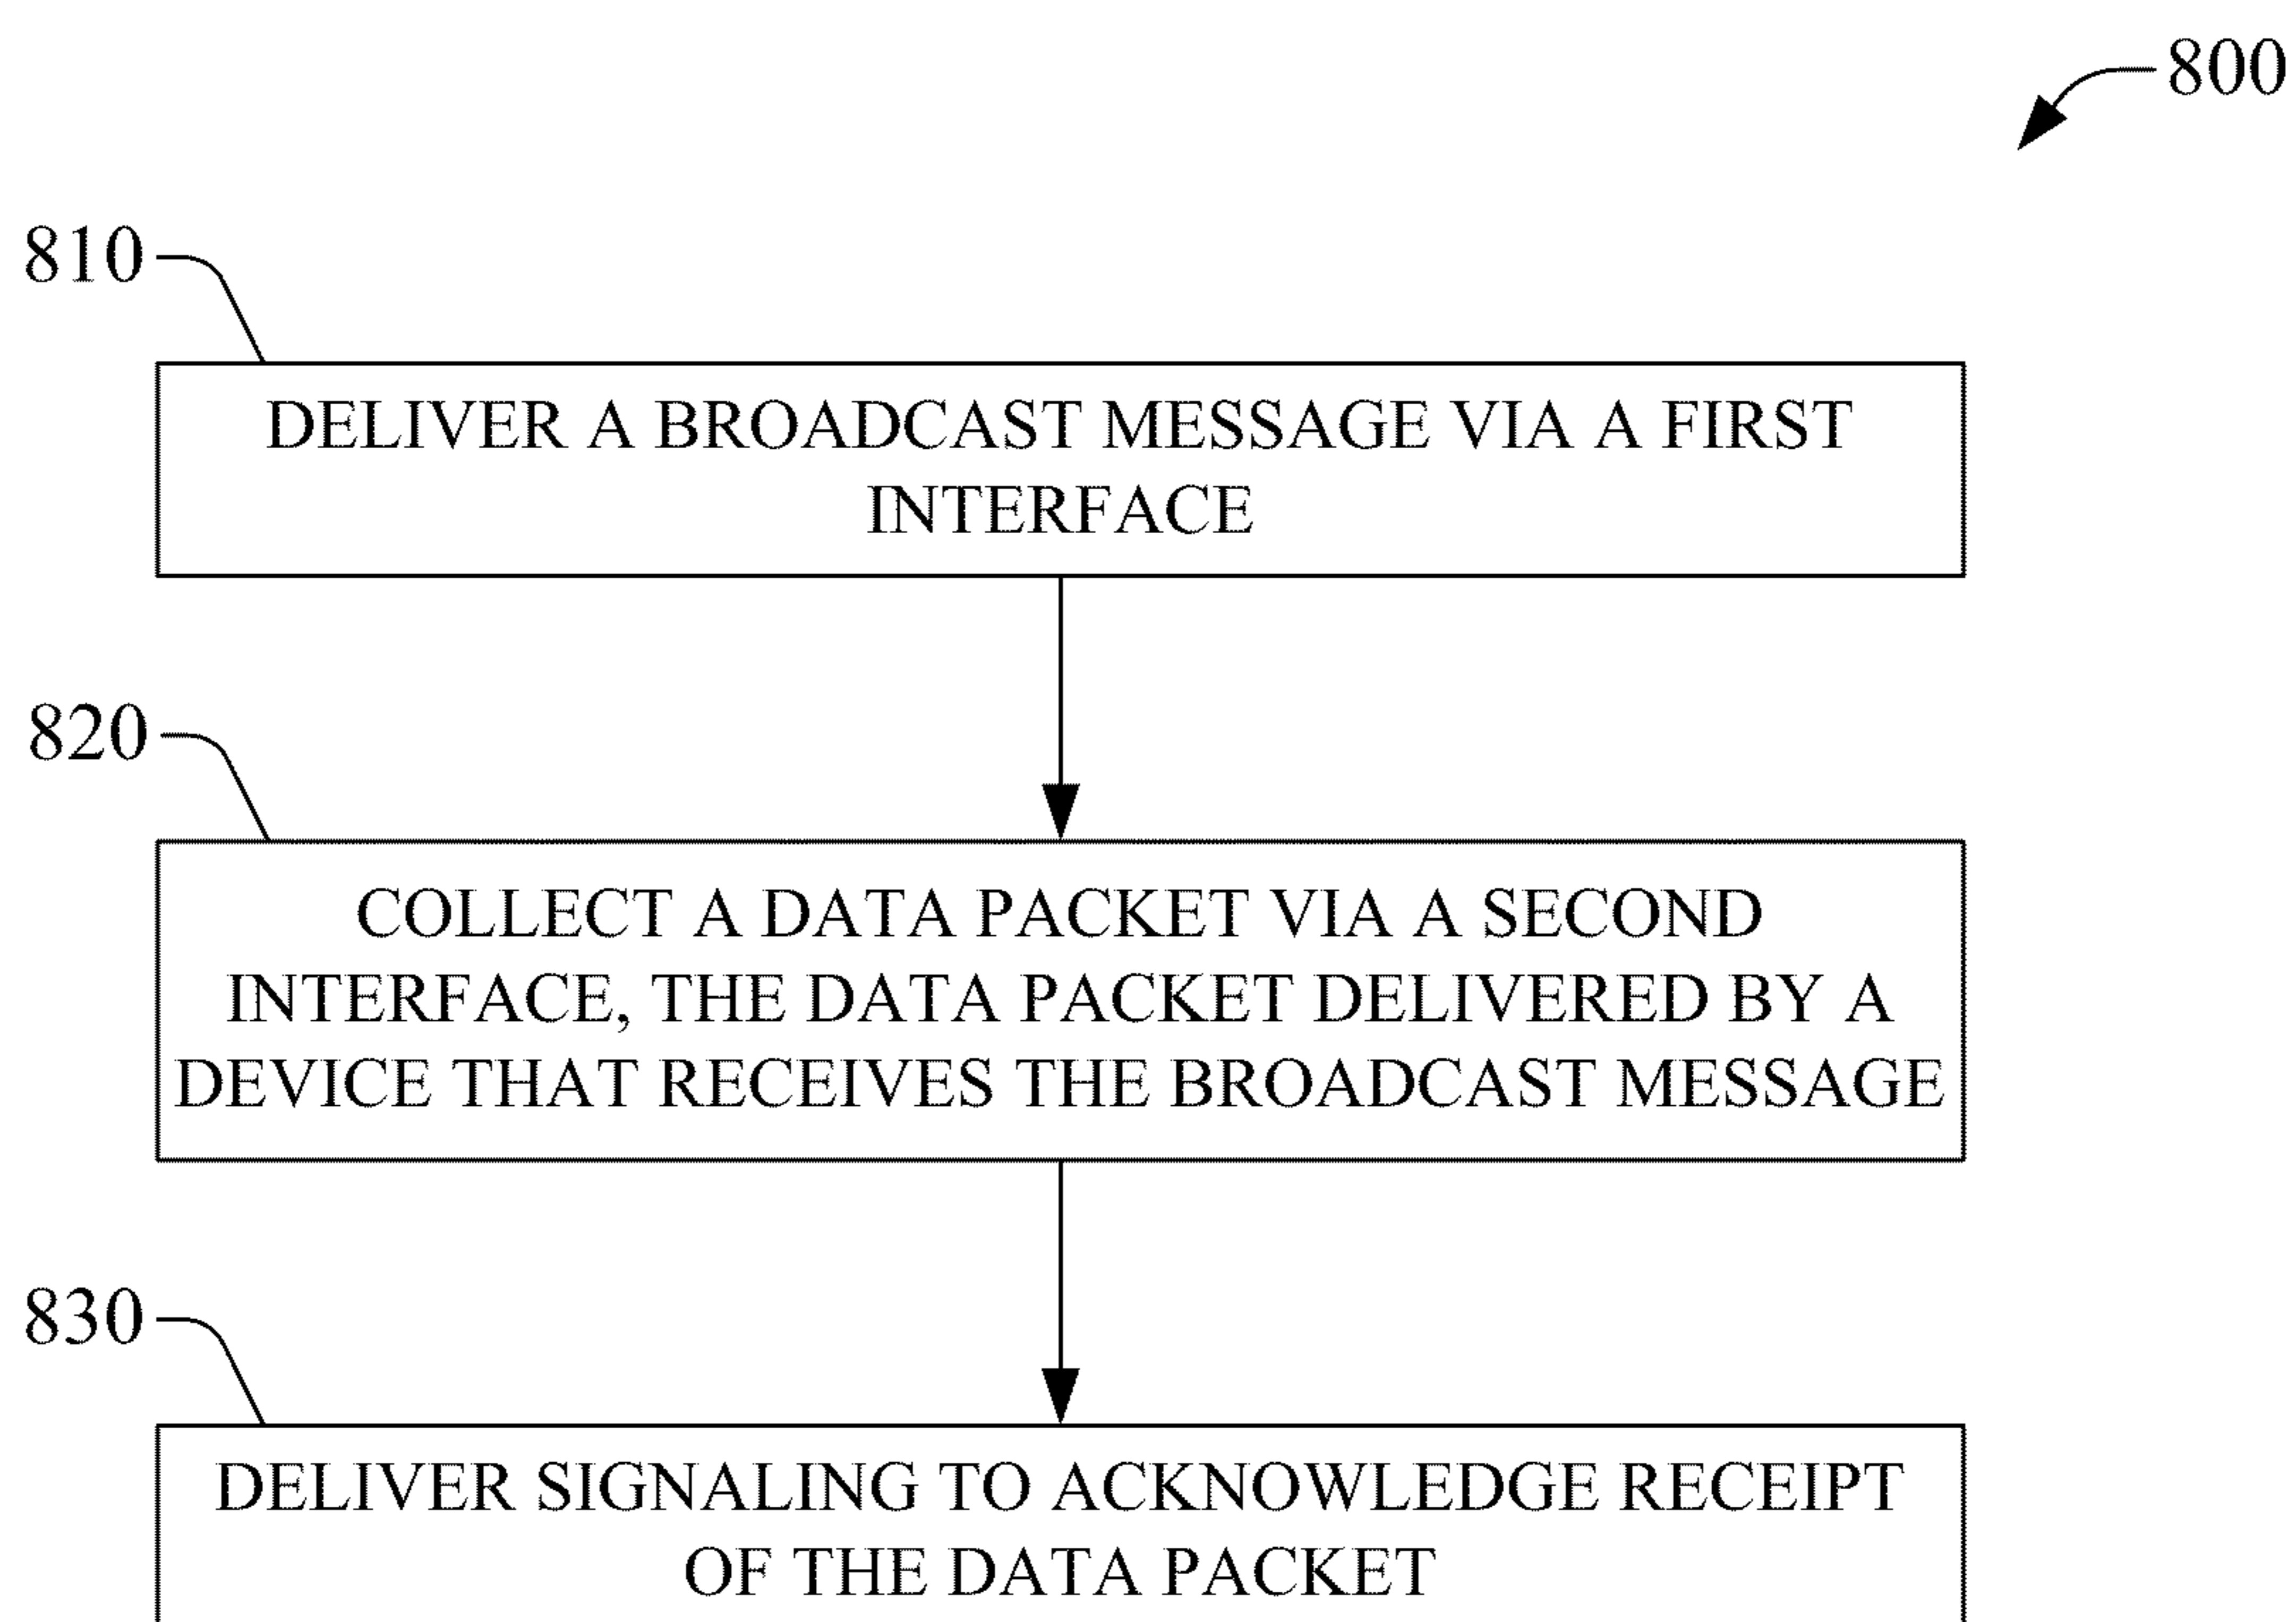 800
810
DELIVER A BROADCAST MESSAGE VIA A FIRST
INTERFACE
820
COLLECT A DATA PACKET VIA A SECOND
INTERFACE, THE DATA PACKET DELIVERED BY A
DEVICE THAT RECEIVES THE BROADCAST MESSAGE
830
DELIVER SIGNALING TO ACKNOWLEDGE RECEIPT
OF THE DATA PACKET